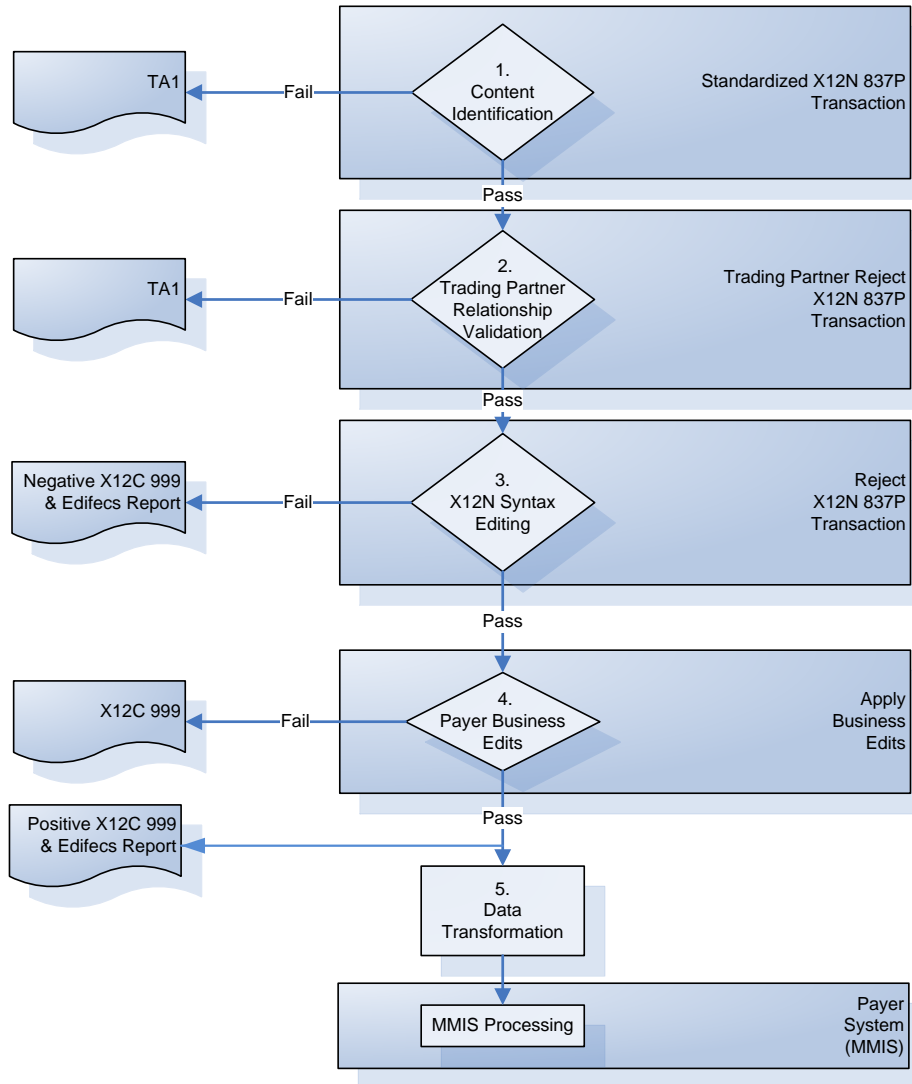 TA1
Fail
1.
Content
Identification
Standardized X12N 837P
Transaction
Pass
TA1
Fail
2.
Trading Partner
Relationship
Validation
Trading Partner Reject
X12N 837P
Transaction
Pass
Negative X12C 999
& Edifecs Report
Fail
3.
X12N Syntax
Editing
Reject
X12N 837P
Transaction
Pass
X12C 999
Fail
4.
Payer Business
Edits
Apply
Business
Edits
Pass
Positive X12C 999
& Edifecs Report
5.
Data
Transformation
MMIS Processing
Payer
System
(MMIS)